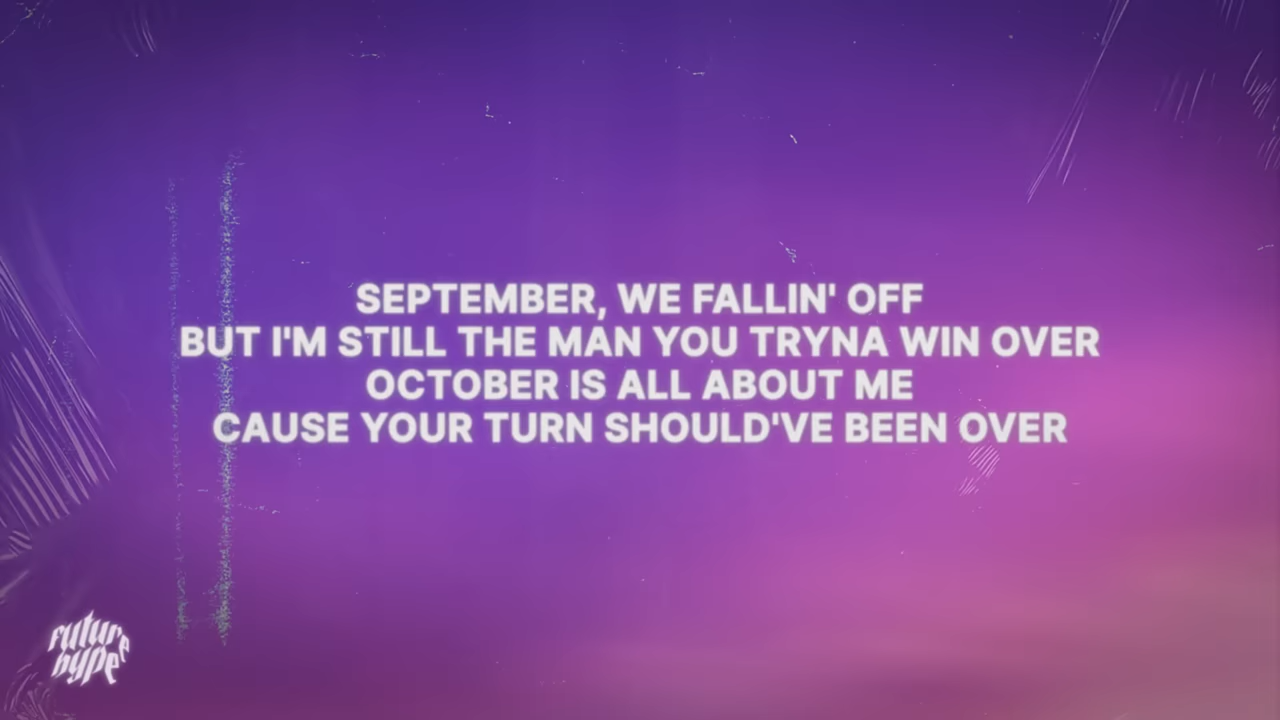 SEPTEMBER, WE FALLIN' OFF
BUT I'M STILL THE MAN YOU TRYNA WIN OVER
OCTOBER IS ALL ABOUT ME
CAUSE YOUR TURN SHOULD'VE BEEN OVER
future
hype